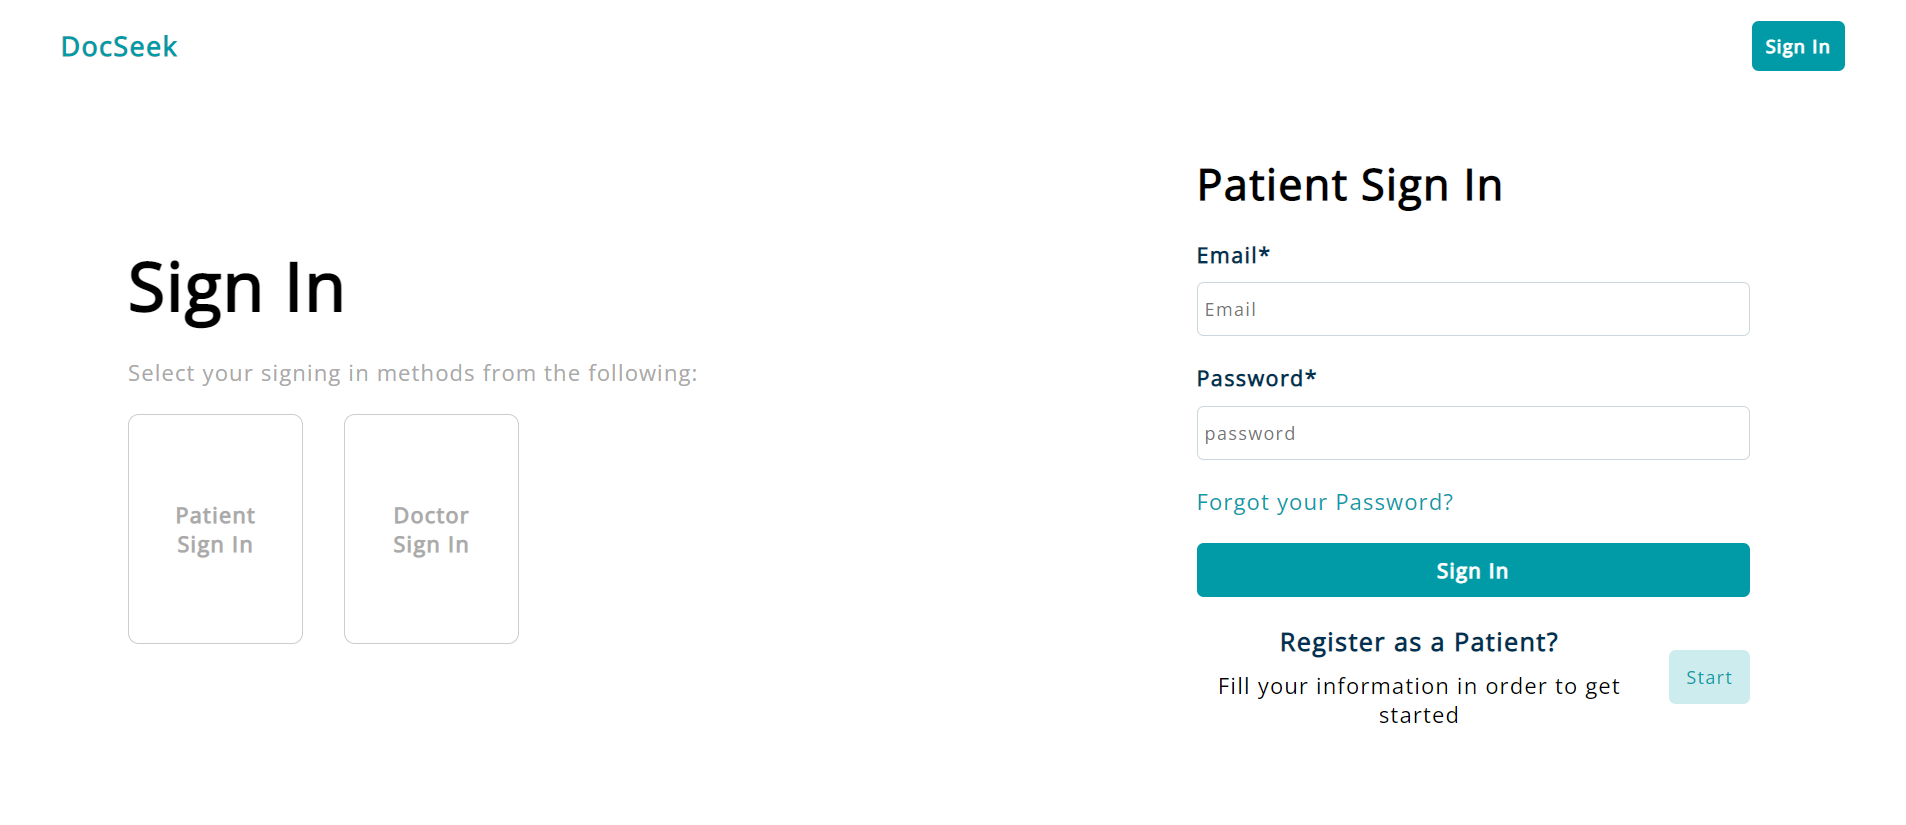 DocSeek
Sign In
Sign In
Select your signing in methods from the following:
Patient
Sign In
Doctor
Sign In
Patient Sign In
Email*
Email
Password*
password
Forgot your Password?
Sign In
Register as a Patient?
Fill your information in order to get
started
Start